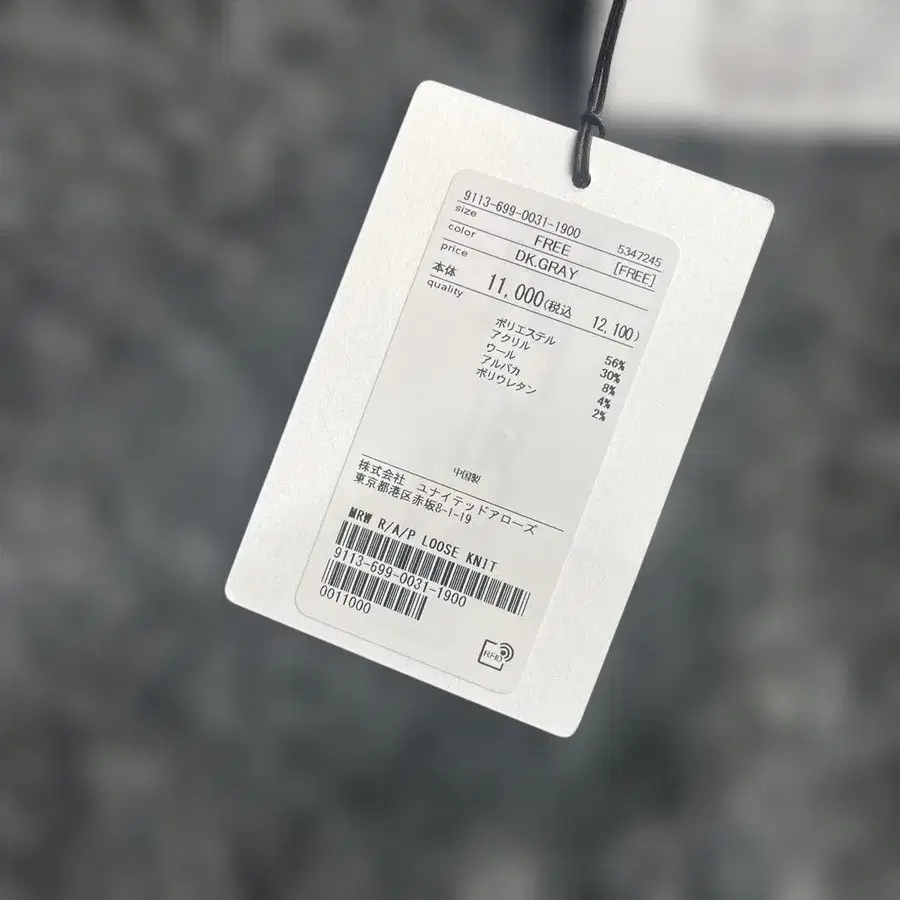 9113-699-0031-1900
size FREE 5347245
color DK.GRAY [FREE]
price
本体 11,000(税込 12,100)
quality
ポリエステル 56%
アクリル 30%
ウール 8%
アルパカ 4%
ポリウレタン 2%
中国製
株式会社 ユナイテッドアローズ
東京都港区赤坂8-1-19
MRW R/A/P LOOSE KNIT
9113-699-0031-1900
0011000
RFID